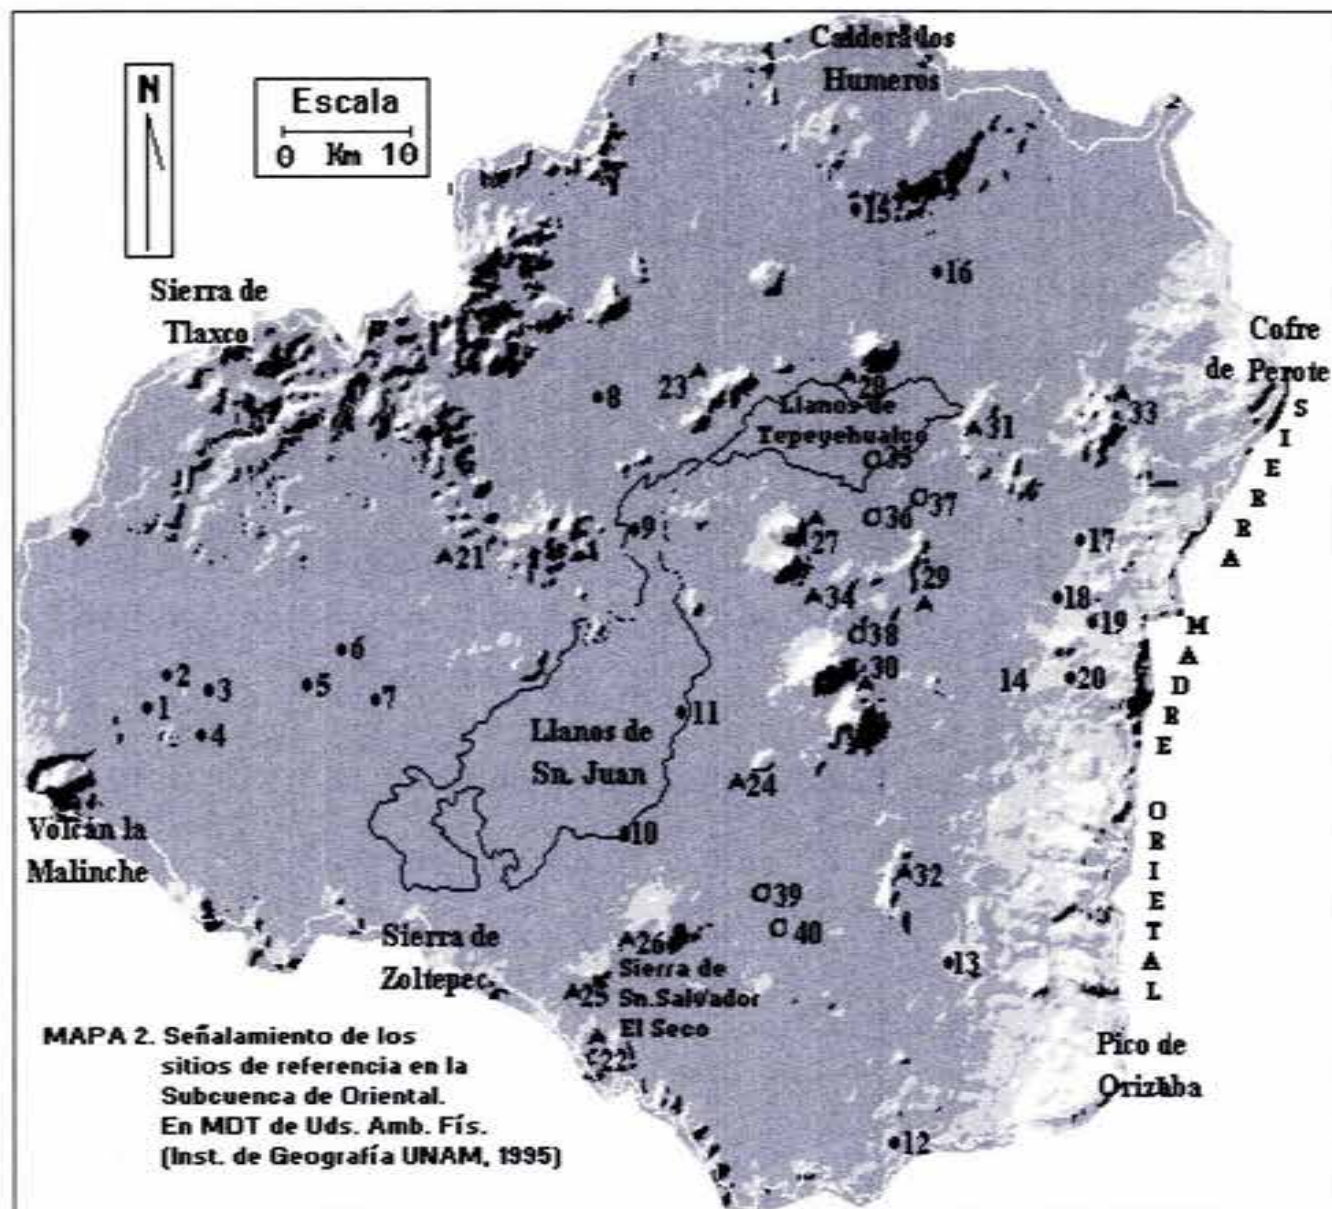 Caldera los
Humeros
N
Escala
0 Km 10
15
16
Sierra de
Tlaxco
Cofre
de Perote
23
8
28
Llanos de
Tepeyehualco
31
33
35
37
36
9
27
21
17
29
34
18
19
38
6
30
2
3
5
7
14
20
1
4
11
Llanos de
Sn. Juan
24
10
Volcán la
Malinche
32
39
40
Sierra de
Zoltepec
26
13
25
Sierra de
Sn. Salvador
El Seco
22
12
SIERRA MADRE ORIETAL
Pico de
Orizaba
MAPA 2. Señalamiento de los
sitios de referencia en la
Subcuenca de Oriental.
En MDT de Uds. Amb. Fís.
(Inst. de Geografía UNAM, 1995)